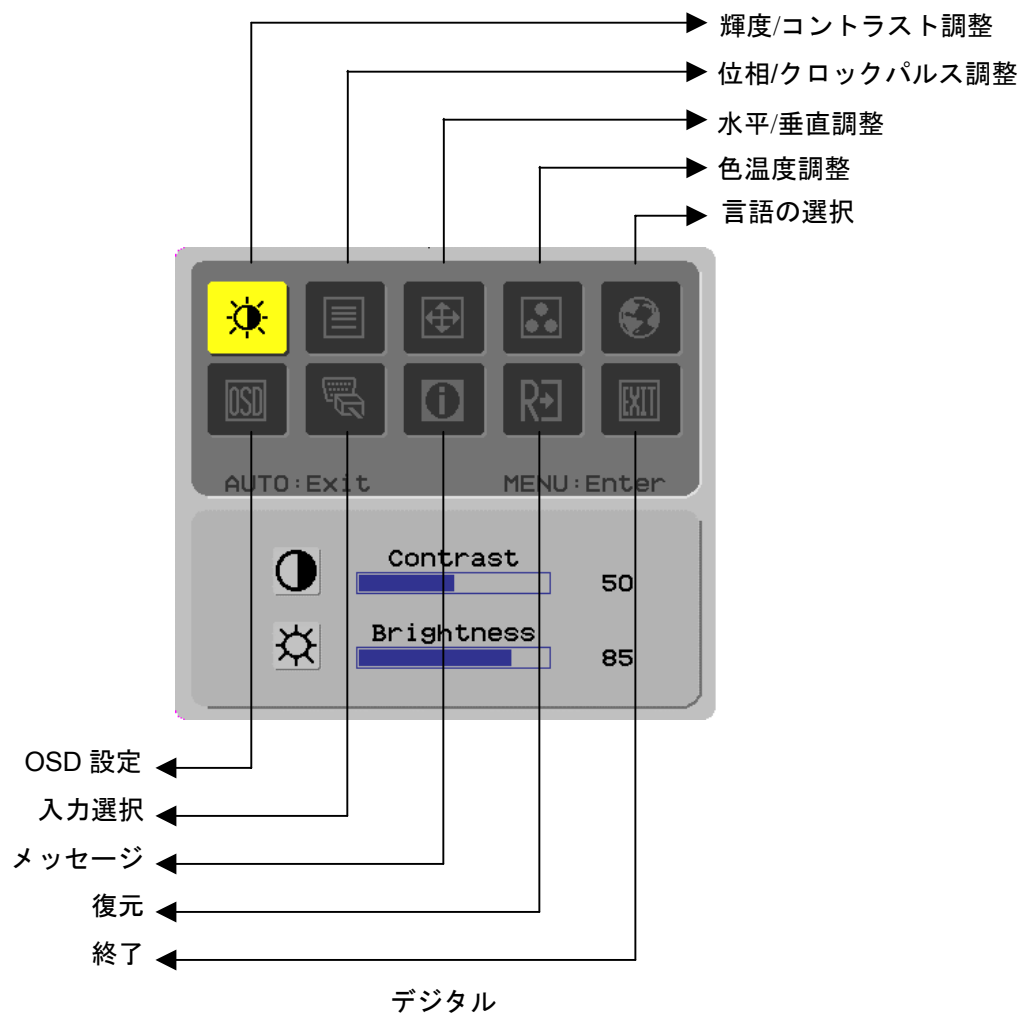 輝度/コントラスト調整
位相/クロックパルス調整
水平/垂直調整
色温度調整
言語の選択
OSD
R
EXIT
AUTO:Exit MENU:Enter
Contrast
50
Brightness
85
OSD 設定
入力選択
メッセージ
復元
終了
デジタル